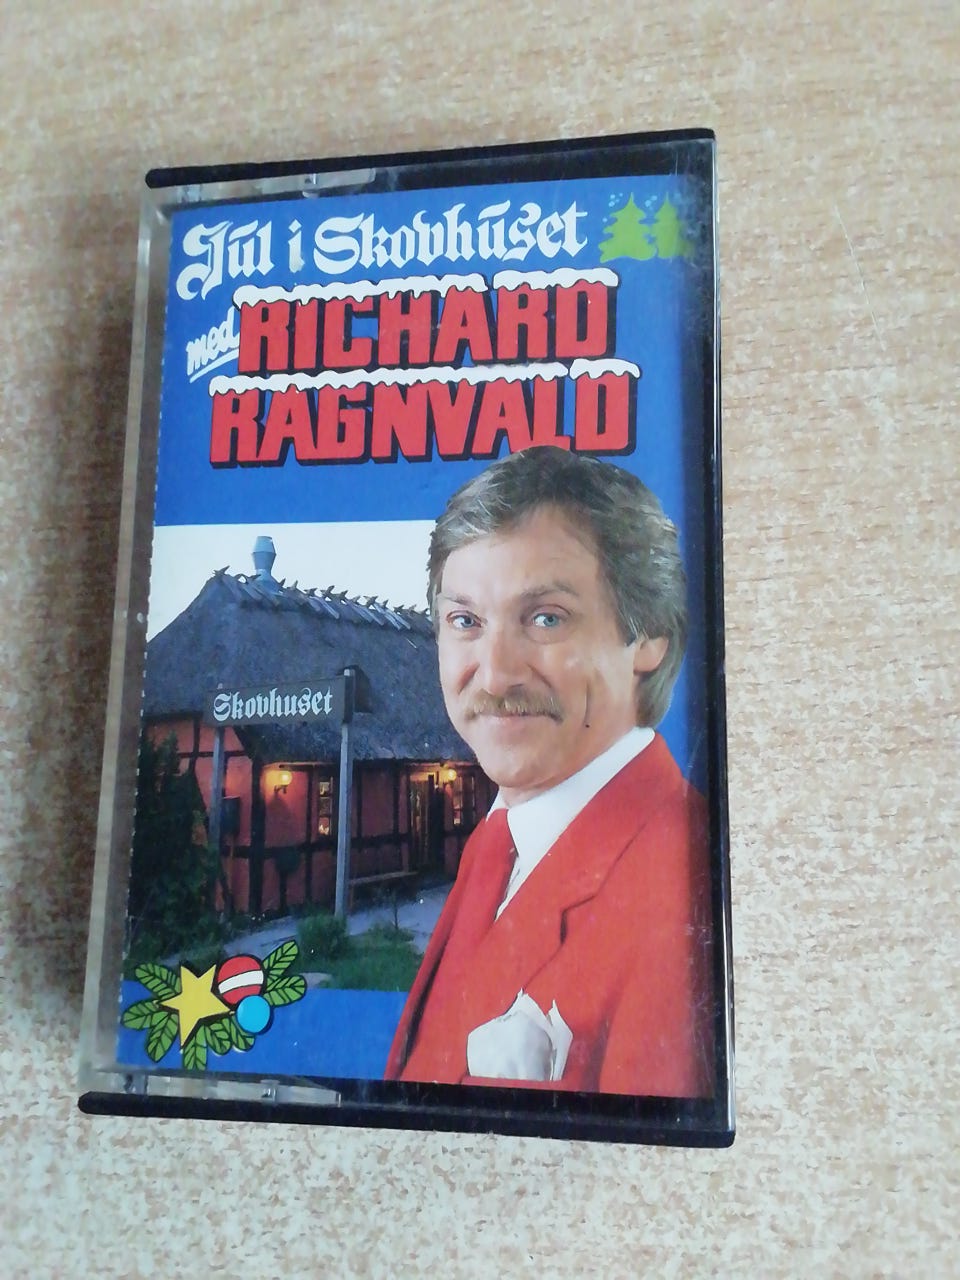 Jul i Skovhuset
med RICHARD
RAGNVALD
Skovhuset